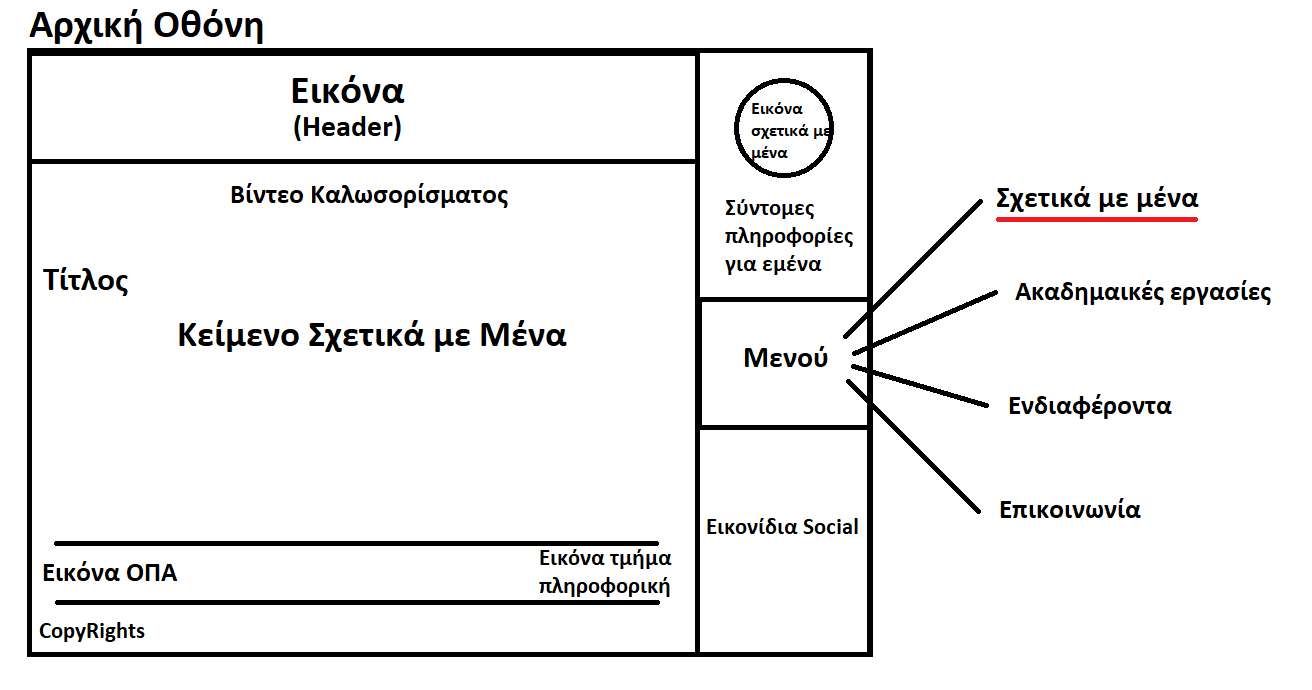 Αρχική Οθόνη
Εικόνα
(Header)
Βίντεο Καλωσορίσματος
Τίτλος
Κείμενο Σχετικά με Μένα
Εικόνα ΟΠΑ
Εικόνα τμήμα
πληροφορική
CopyRights
Εικόνα
σχετικά με
μένα
Σύντομες
πληροφορίες
για εμένα
Μενού
Εικονίδια Social
Σχετικά με μένα
Ακαδημαικές εργασίες
Ενδιαφέροντα
Επικοινωνία